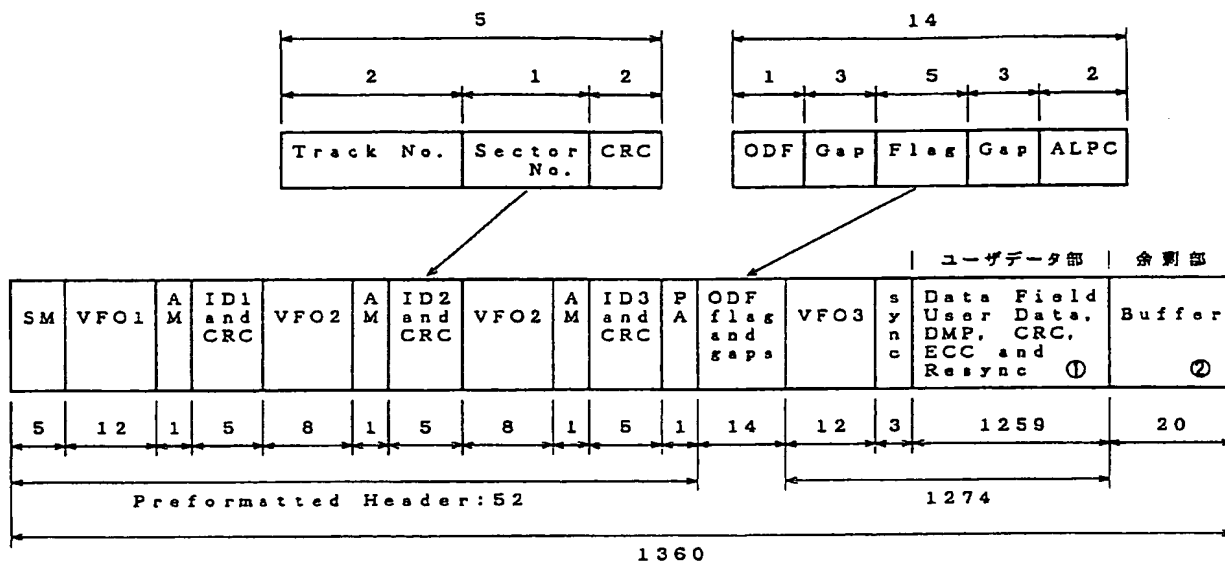 5
14
2 1 2
1 3 5 3 2
Track No.
Sector No.
CRC
ODF
Gap
Flag
Gap
ALPC
ユーザデータ部
余剰部
SM
VFO1
AM
ID1 and CRC
VFO2
AM
ID2 and CRC
VFO2
AM
ID3 and CRC
PA
ODF flag and gaps
VFO3
sync
Data Field User Data, DMP, CRC, ECC and Resync ①
Buffer ②
5 12 1 5 8 1 5 8 1 5 1 14 12 3 1259 20
Preformatted Header:52
1274
1360